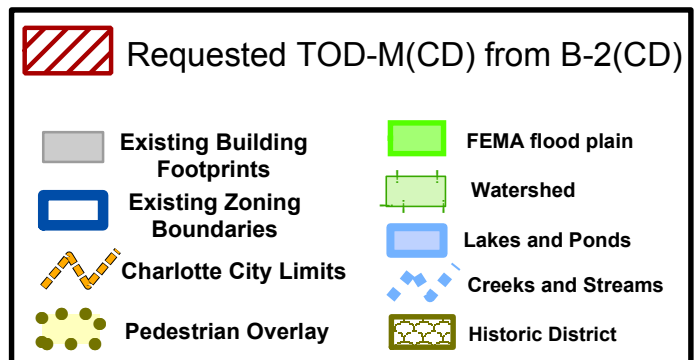 Requested TOD-M(CD) from B-2(CD)
Existing Building
Footprints
Existing Zoning
Boundaries
Charlotte City Limits
Pedestrian Overlay
FEMA flood plain
Watershed
Lakes and Ponds
Creeks and Streams
Historic District